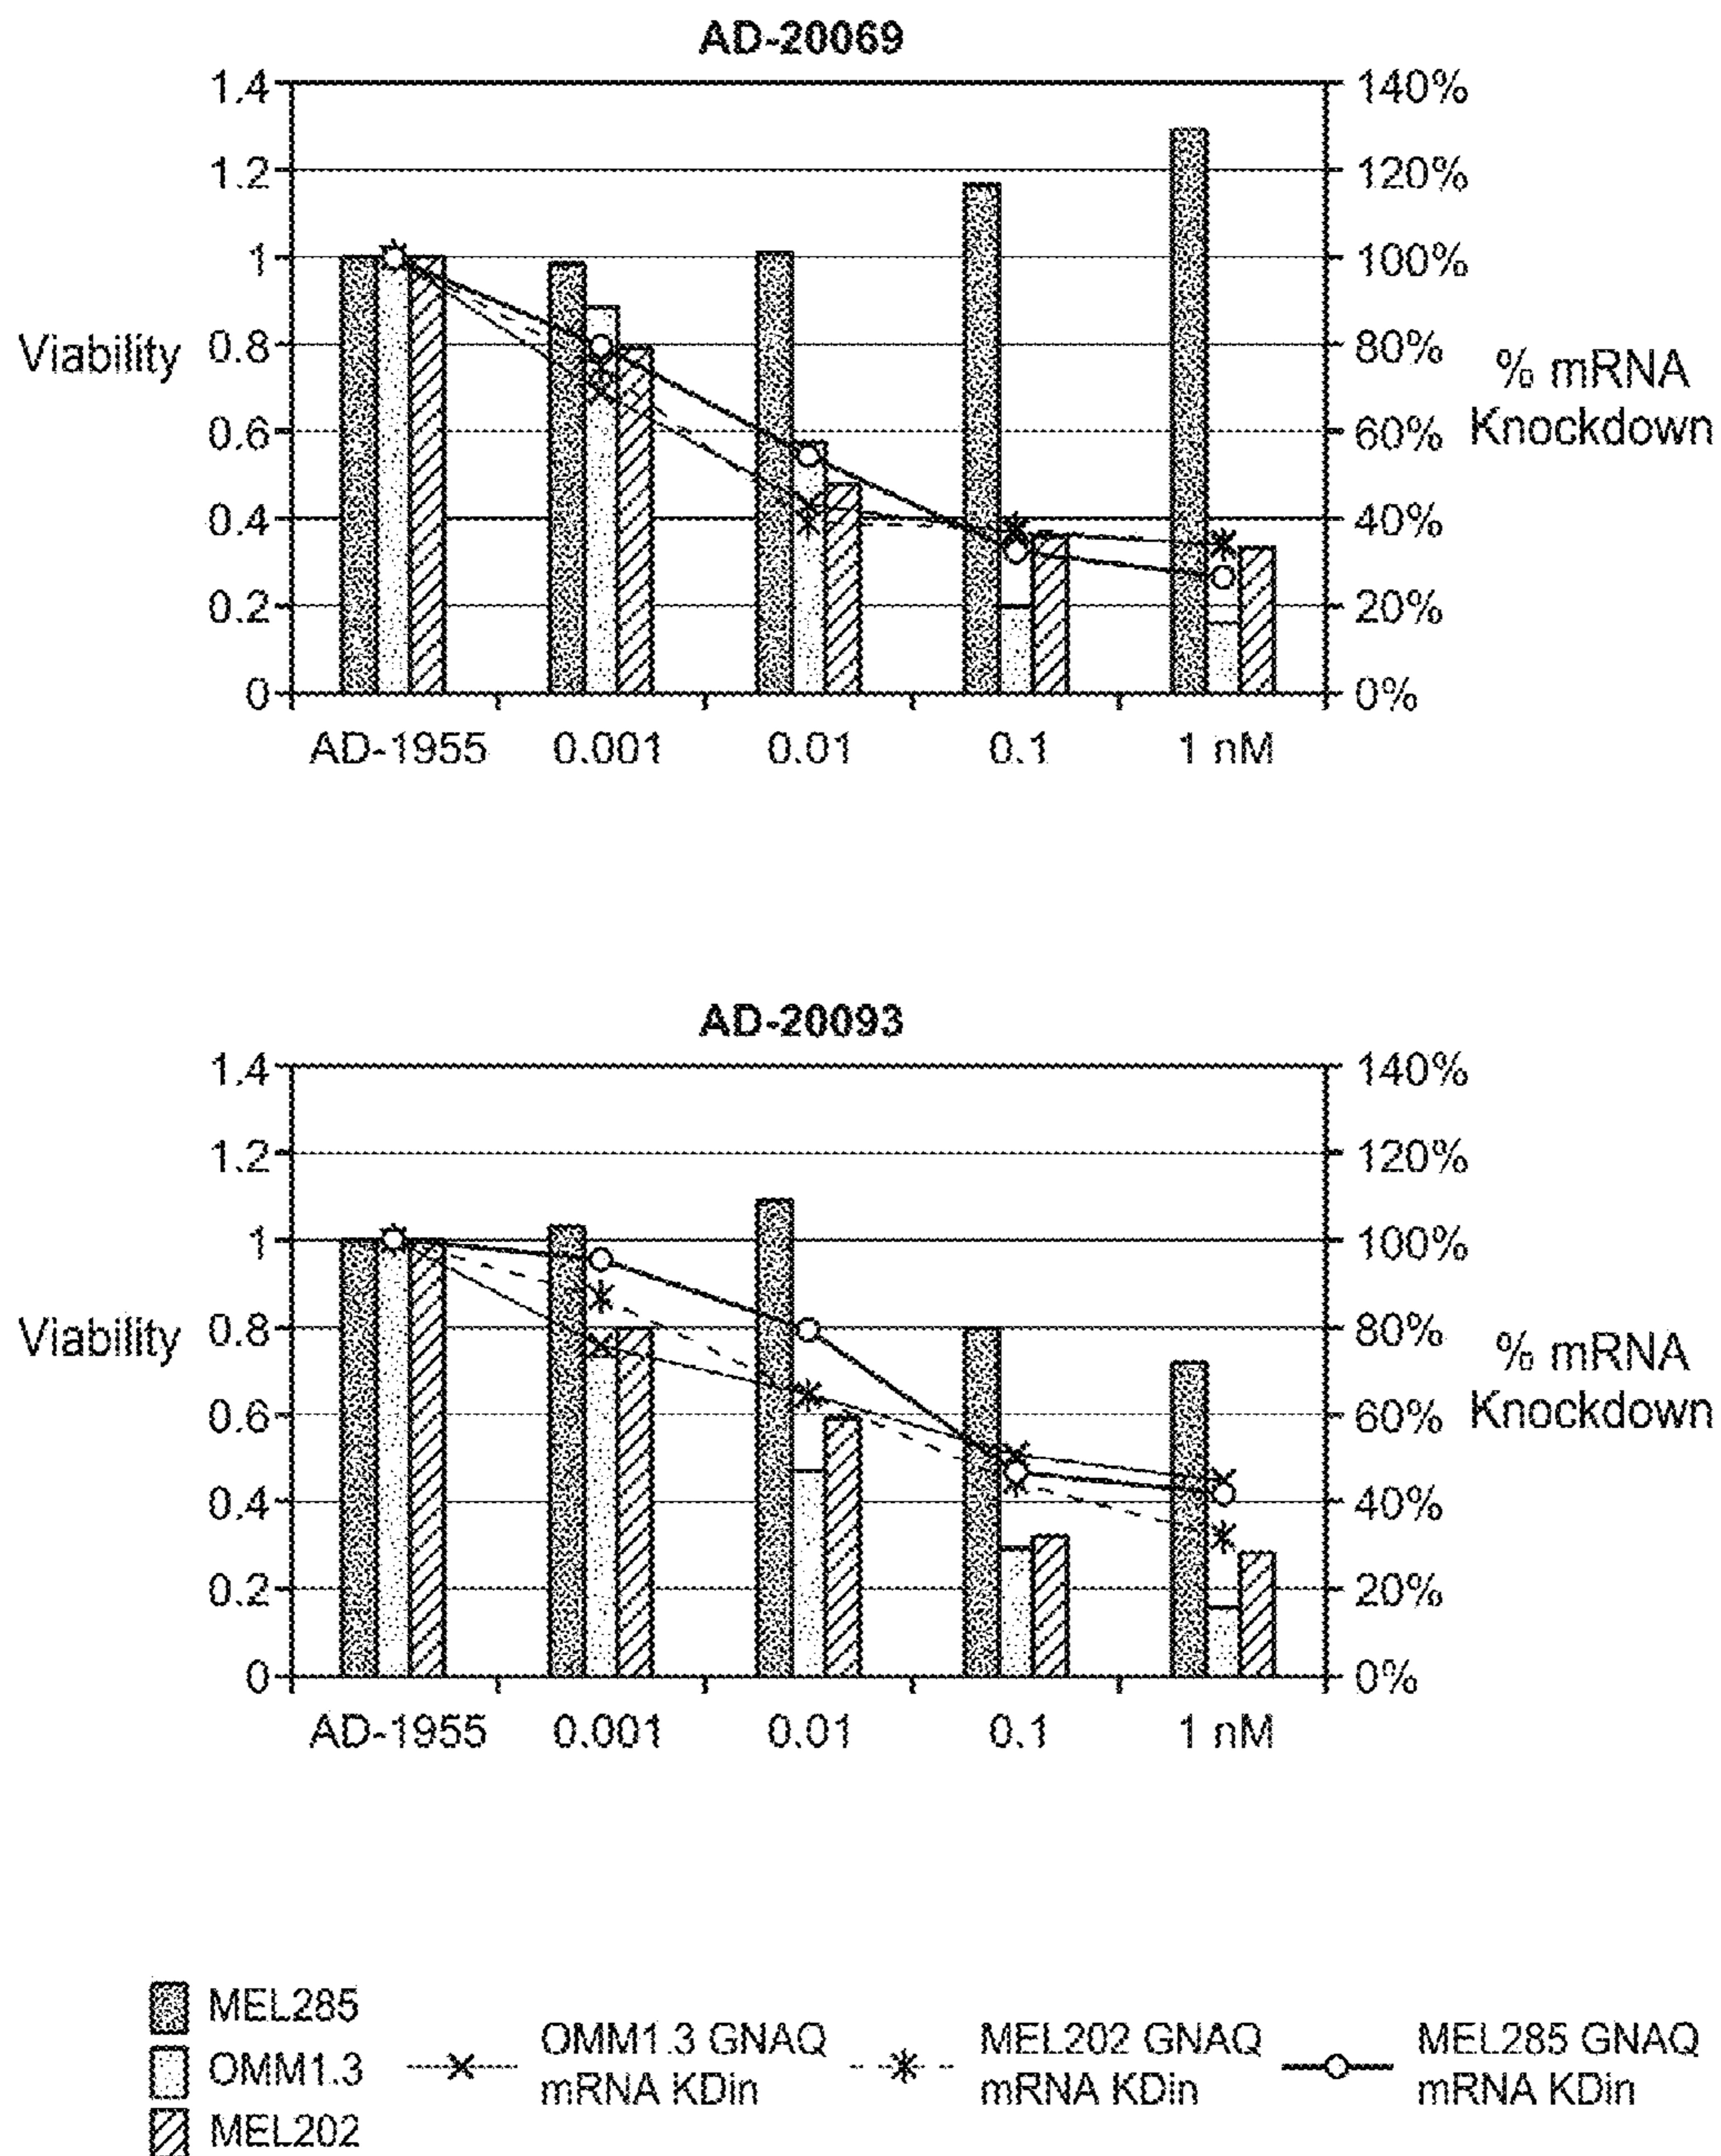 AD-20069
1.4
1.2
1
0.8
0.6
0.4
0.2
0
Viability
140%
120%
100%
80%
60%
40%
20%
0%
% mRNA
Knockdown
AD-1955 0.001 0.01 0.1 1 nM
AD-20093
1.4
1.2
1
0.8
0.6
0.4
0.2
0
Viability
140%
120%
100%
80%
60%
40%
20%
0%
% mRNA
Knockdown
AD-1955 0.001 0.01 0.1 1 nM
MEL285
OMM1.3
MEL202
OMM1.3 GNAQ
mRNA KDin
MEL202 GNAQ
mRNA KDin
MEL285 GNAQ
mRNA KDin